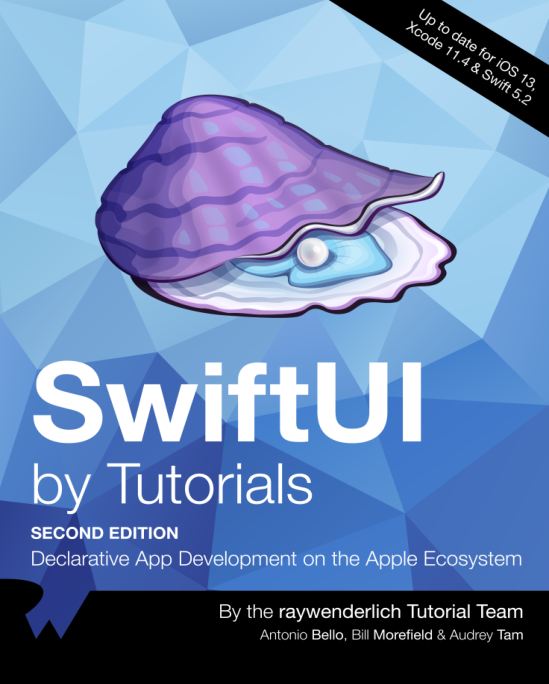 Up to date for iOS 13,
Xcode 11.4 & Swift 5.2
SwiftUI
by Tutorials
SECOND EDITION
Declarative App Development on the Apple Ecosystem
By the raywenderlich Tutorial Team
Antonio Bello, Bill Morefield & Audrey Tam